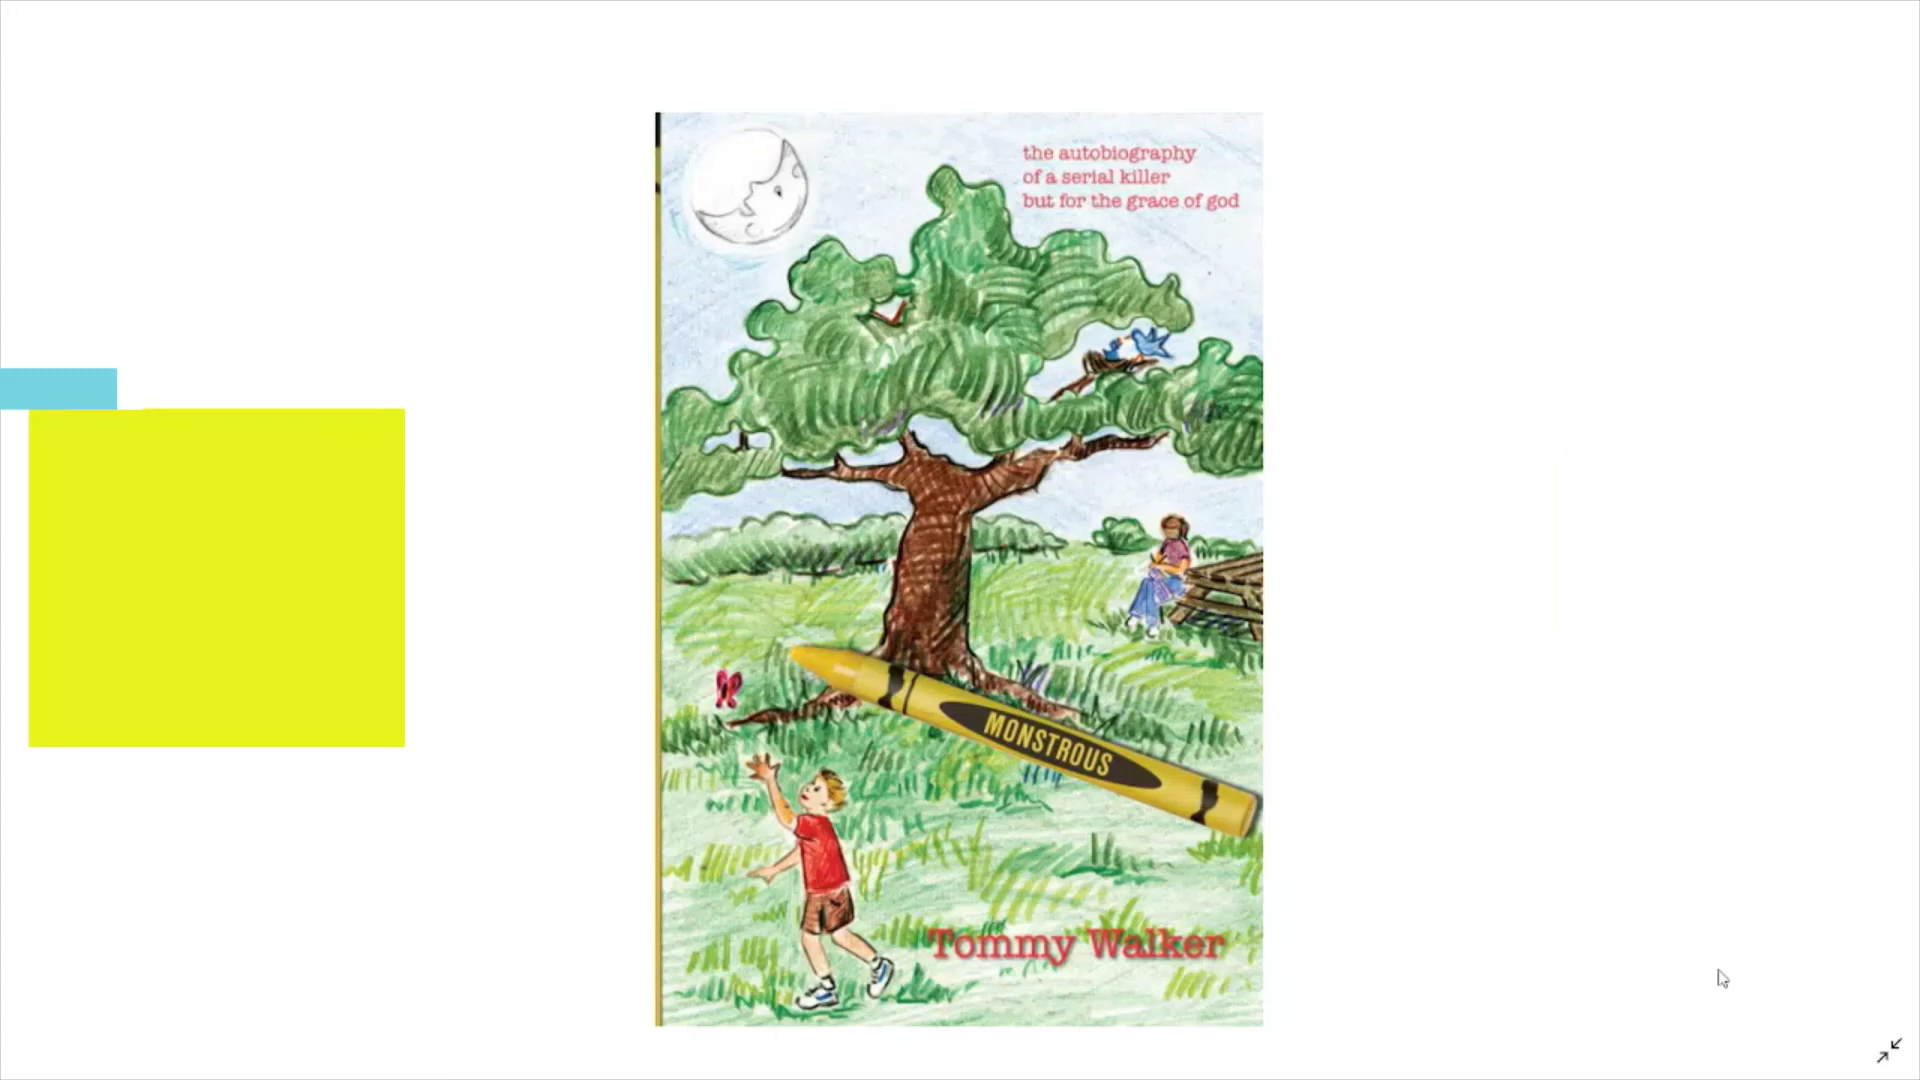 the autobiography
of a serial killer
but for the grace of god
MONSTROUS
Tommy Walker